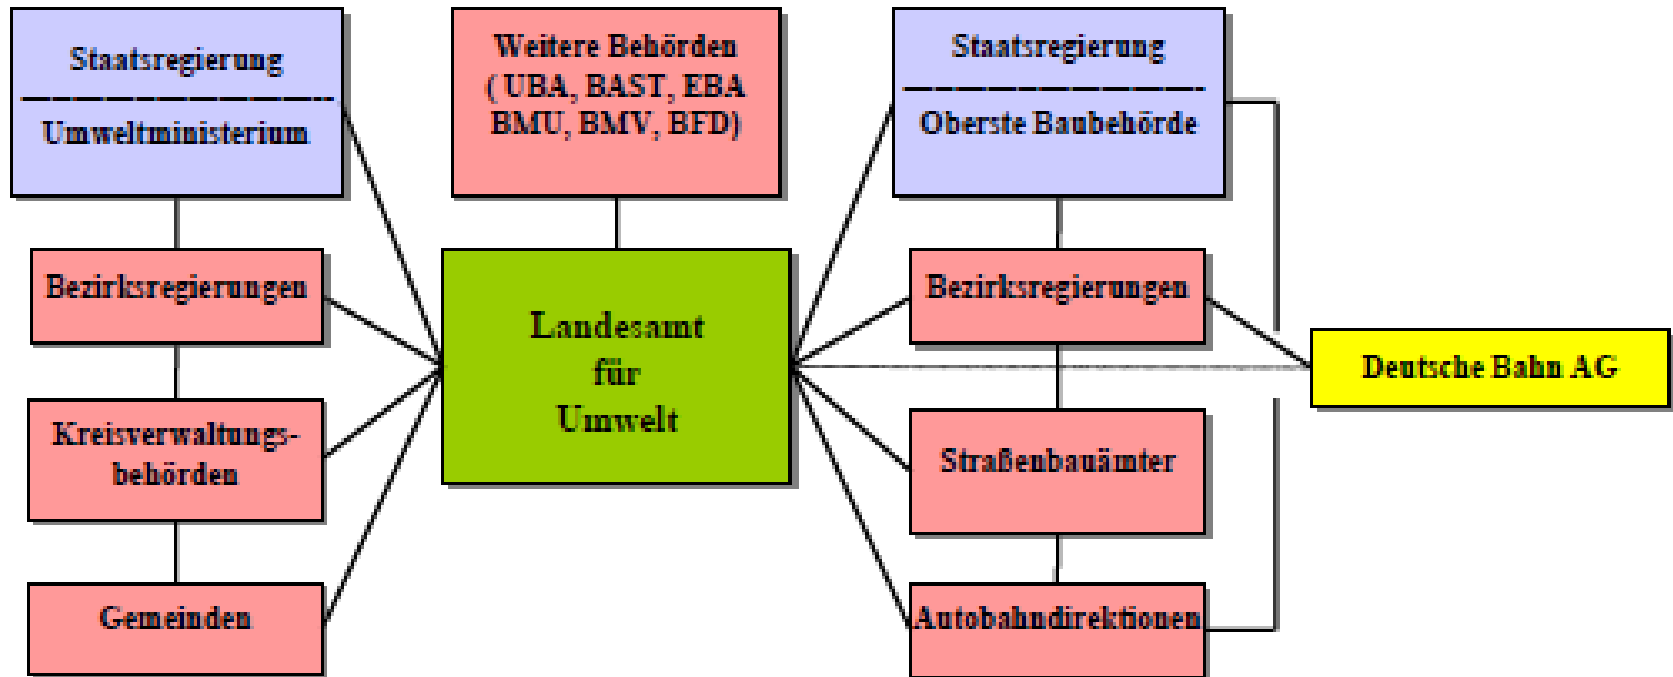 Staatsregierung
Umweltministerium
Weitere Behörden
( UBA, BAST, EBA
BMU, BMV, BFD)
Staatsregierung
Oberste Baubehörde
Bezirksregierungen
Landesamt
für
Umwelt
Bezirksregierungen
Deutsche Bahn AG
Kreisverwaltungs-
behörden
Straßenbauämter
Gemeinden
Autobahndirektionen